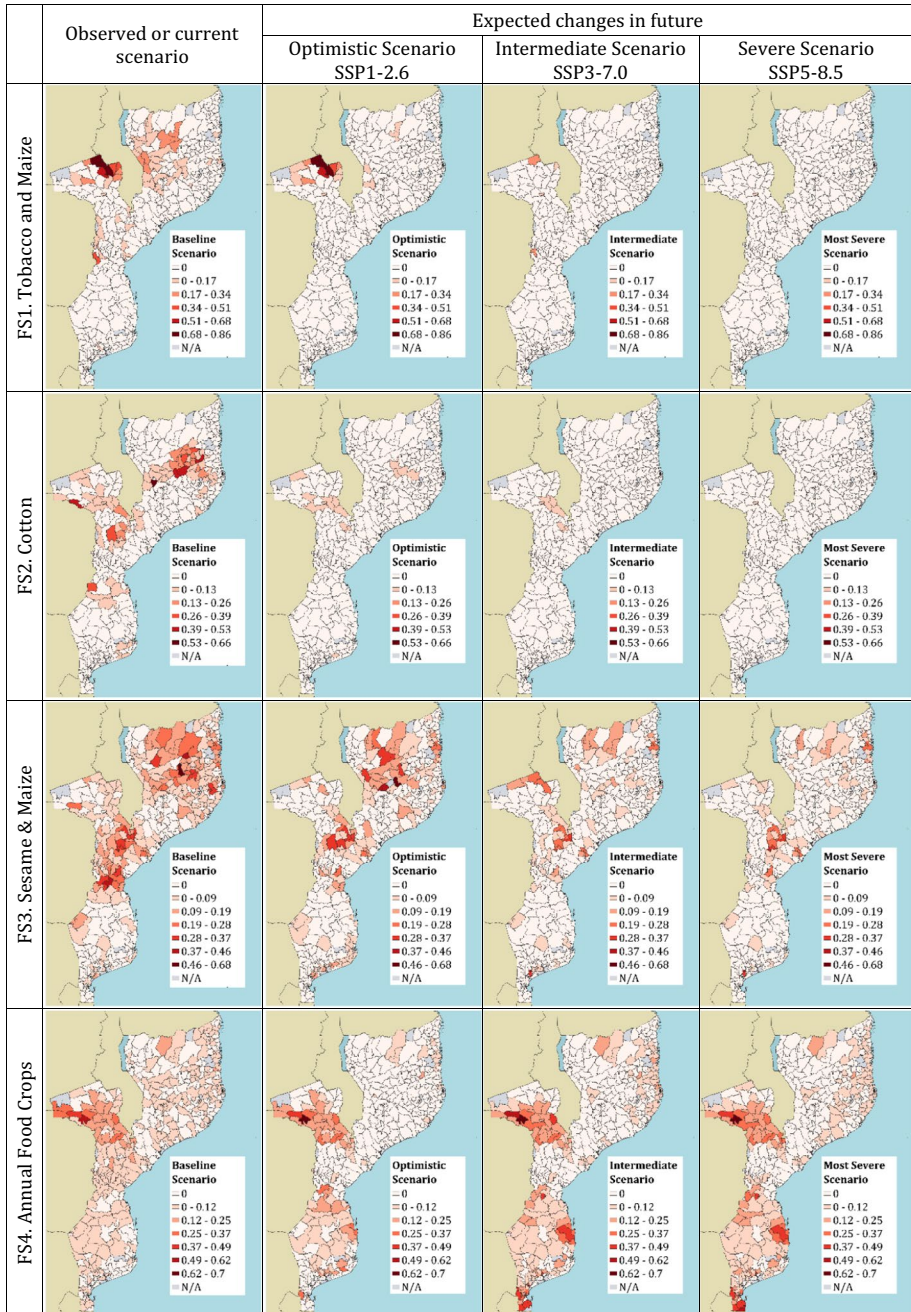 Observed or current
scenario
Expected changes in future
Optimistic Scenario
SSP1-2.6
Intermediate Scenario
SSP3-7.0
Severe Scenario
SSP5-8.5
FS1. Tobacco and Maize
Baseline
Scenario
0
0 - 0.17
0.17 - 0.34
0.34 - 0.51
0.51 - 0.68
0.68 - 0.86
N/A
Optimistic
Scenario
0
0 - 0.17
0.17 - 0.34
0.34 - 0.51
0.51 - 0.68
0.68 - 0.86
N/A
Intermediate
Scenario
0
0 - 0.17
0.17 - 0.34
0.34 - 0.51
0.51 - 0.68
0.68 - 0.86
N/A
Most Severe
Scenario
0
0 - 0.17
0.17 - 0.34
0.34 - 0.51
0.51 - 0.68
0.68 - 0.86
N/A
FS2. Cotton
Baseline
Scenario
0
0 - 0.13
0.13 - 0.26
0.26 - 0.39
0.39 - 0.53
0.53 - 0.66
N/A
Optimistic
Scenario
0
0 - 0.13
0.13 - 0.26
0.26 - 0.39
0.39 - 0.53
0.53 - 0.66
N/A
Intermediate
Scenario
0
0 - 0.13
0.13 - 0.26
0.26 - 0.39
0.39 - 0.53
0.53 - 0.66
N/A
Most Severe
Scenario
0
0 - 0.13
0.13 - 0.26
0.26 - 0.39
0.39 - 0.53
0.53 - 0.66
N/A
FS3. Sesame & Maize
Baseline
Scenario
0
0 - 0.09
0.09 - 0.19
0.19 - 0.28
0.28 - 0.37
0.37 - 0.46
0.46 - 0.68
N/A
Optimistic
Scenario
0
0 - 0.09
0.09 - 0.19
0.19 - 0.28
0.28 - 0.37
0.37 - 0.46
0.46 - 0.68
N/A
Intermediate
Scenario
0
0 - 0.09
0.09 - 0.19
0.19 - 0.28
0.28 - 0.37
0.37 - 0.46
0.46 - 0.68
N/A
Most Severe
Scenario
0
0 - 0.09
0.09 - 0.19
0.19 - 0.28
0.28 - 0.37
0.37 - 0.46
0.46 - 0.68
N/A
FS4. Annual Food Crops
Baseline
Scenario
0
0 - 0.12
0.12 - 0.25
0.25 - 0.37
0.37 - 0.49
0.49 - 0.62
0.62 - 0.7
N/A
Optimistic
Scenario
0
0 - 0.12
0.12 - 0.25
0.25 - 0.37
0.37 - 0.49
0.49 - 0.62
0.62 - 0.7
N/A
Intermediate
Scenario
0
0 - 0.12
0.12 - 0.25
0.25 - 0.37
0.37 - 0.49
0.49 - 0.62
0.62 - 0.7
N/A
Most Severe
Scenario
0
0 - 0.12
0.12 - 0.25
0.25 - 0.37
0.37 - 0.49
0.49 - 0.62
0.62 - 0.7
N/A